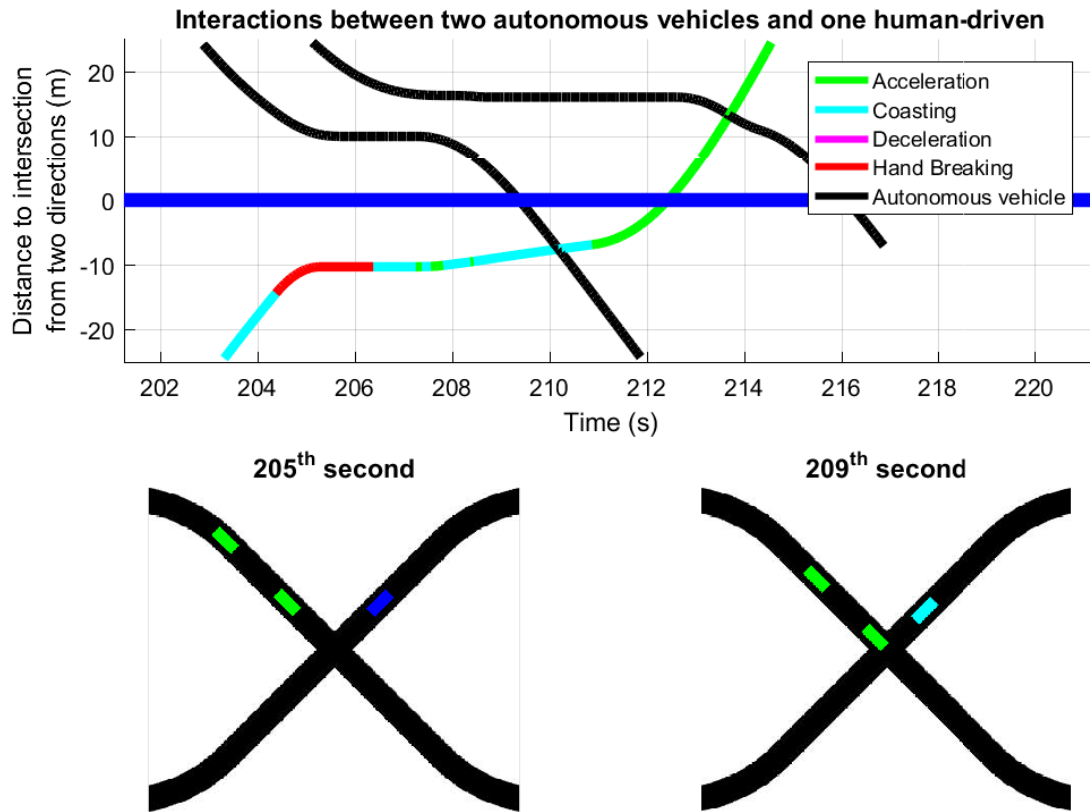 Interactions between two autonomous vehicles and one human-driven
Distance to intersection
from two directions (m)
20
10
0
-10
-20
Acceleration
Coasting
Deceleration
Hand Breaking
Autonomous vehicle
202 204 206 208 210 212 214 216 218 220
Time (s)
205th second
209th second